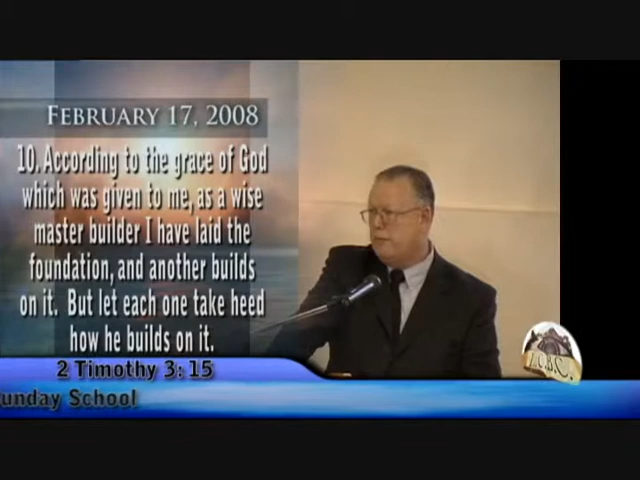 February 17, 2008
10. According to the grace of God
which was given to me, as a wise
master builder I have laid the
foundation, and another builds
on it. But let each one take heed
how he builds on it.
2 Timothy 3:15
unday School